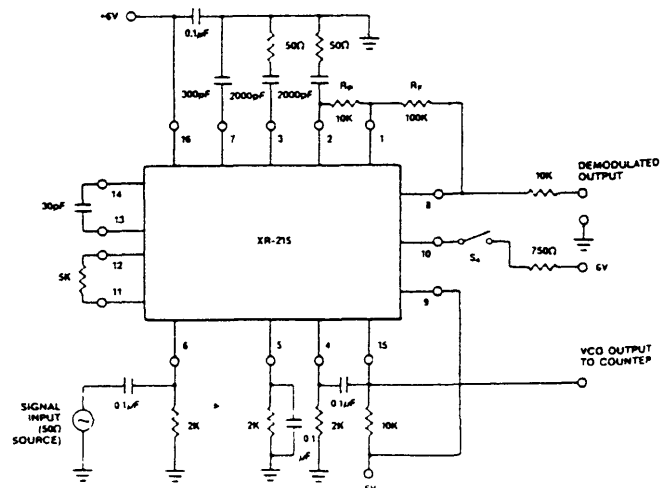 +6V
0.1µF
50Ω 50Ω
300pF 2000pF 2000pF
RP RF
10K 100K
16 7 3 2 1
14
30pF
13
XR-215
12
5K
11
8
10K
DEMODULATED
OUTPUT
10
S4
750Ω
6V
9
6 5 4 15
VCO OUTPUT
TO COUNTER
SIGNAL
INPUT
(50Ω
SOURCE)
0.1µF
2K
2K
0.1
µF
2K
0.1µF
10K